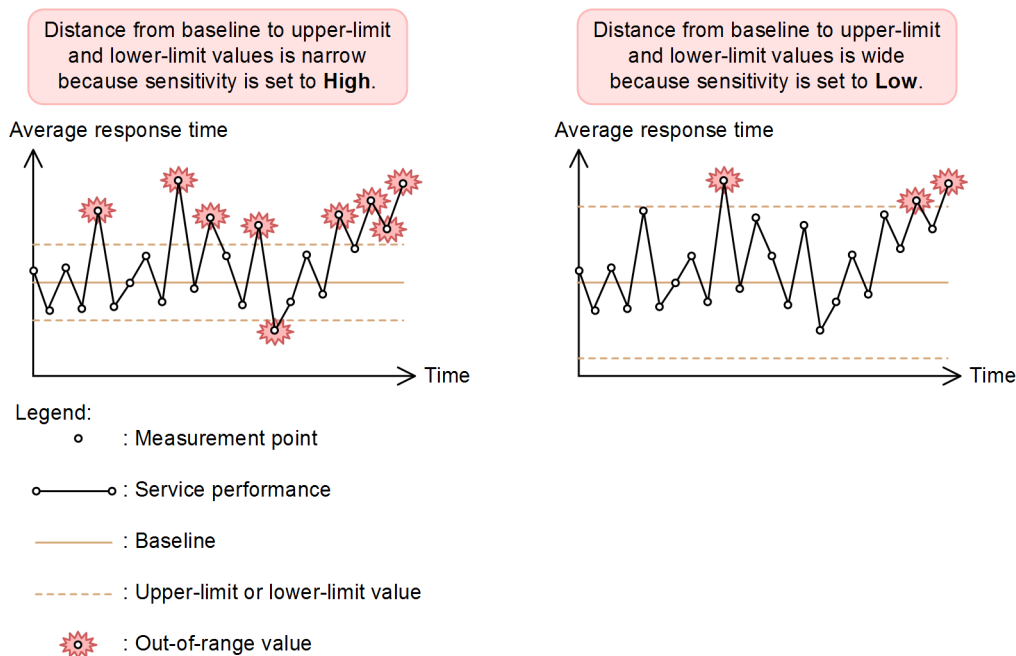 Distance from baseline to upper-limit
and lower-limit values is narrow
because sensitivity is set to High.
Distance from baseline to upper-limit
and lower-limit values is wide
because sensitivity is set to Low.
Average response time
Average response time
Time
Time
Legend:
: Measurement point
: Service performance
: Baseline
: Upper-limit or lower-limit value
: Out-of-range value